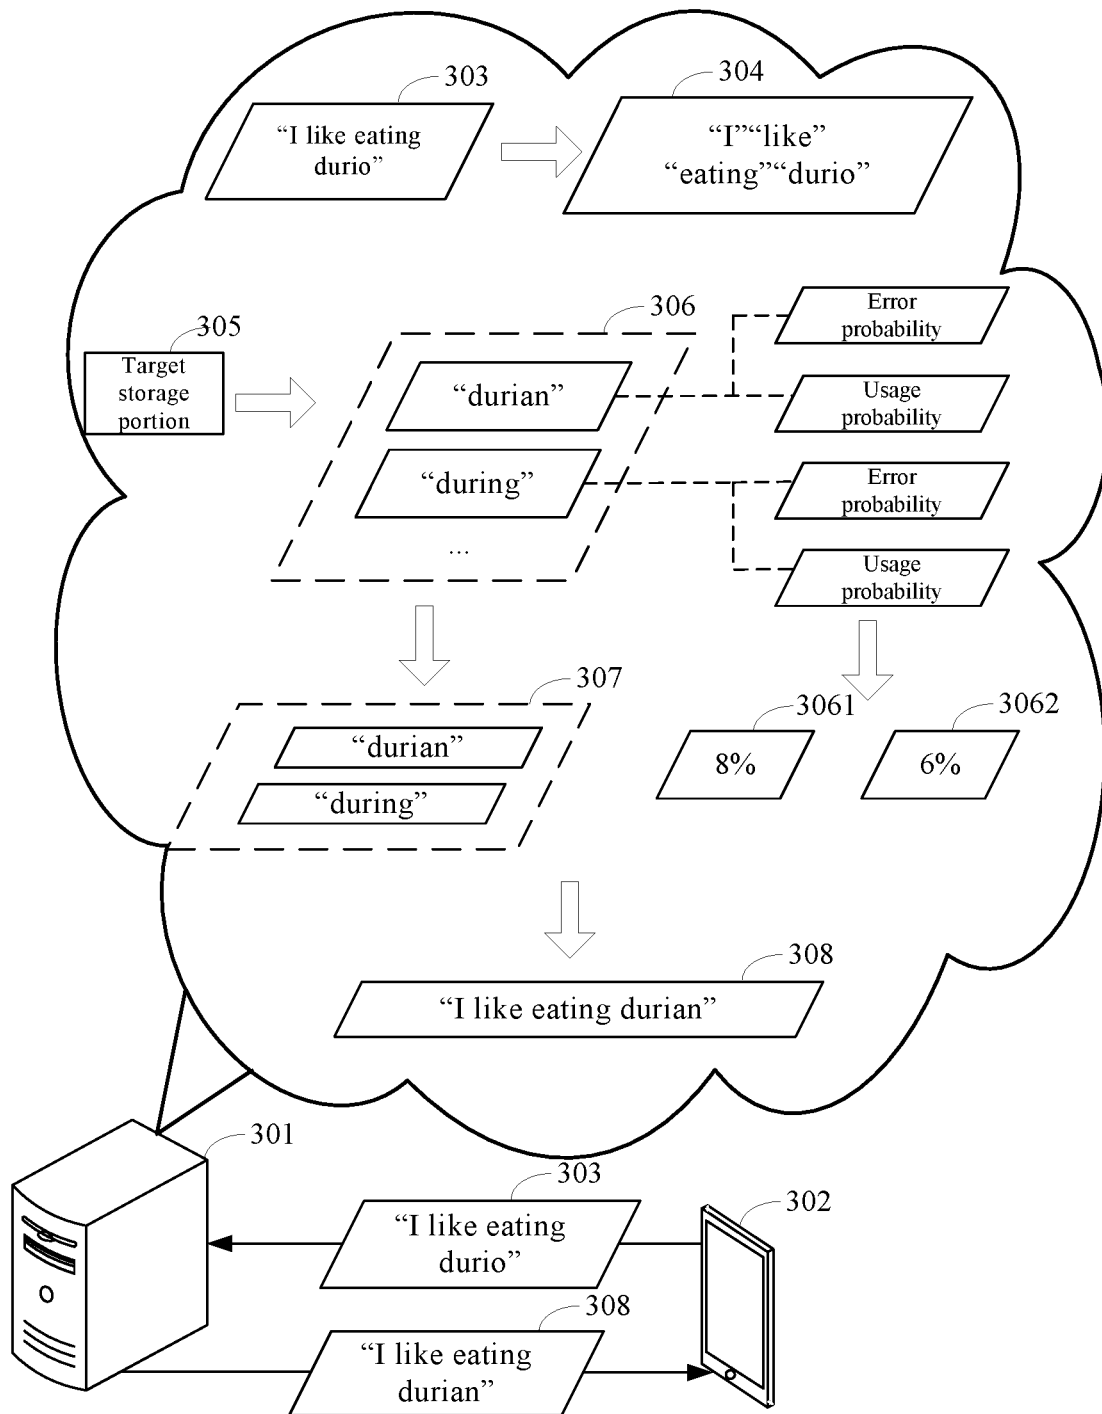 303
304
“I like eating
durio”
“I”“like”
“eating”“durio”
305
306
Target
storage
portion
“durian”
“during”
...
Error
probability
Usage
probability
Error
probability
Usage
probability
307
“durian”
“during”
3061
3062
8%
6%
308
“I like eating durian”
301
303
“I like eating
durio”
302
308
“I like eating
durian”